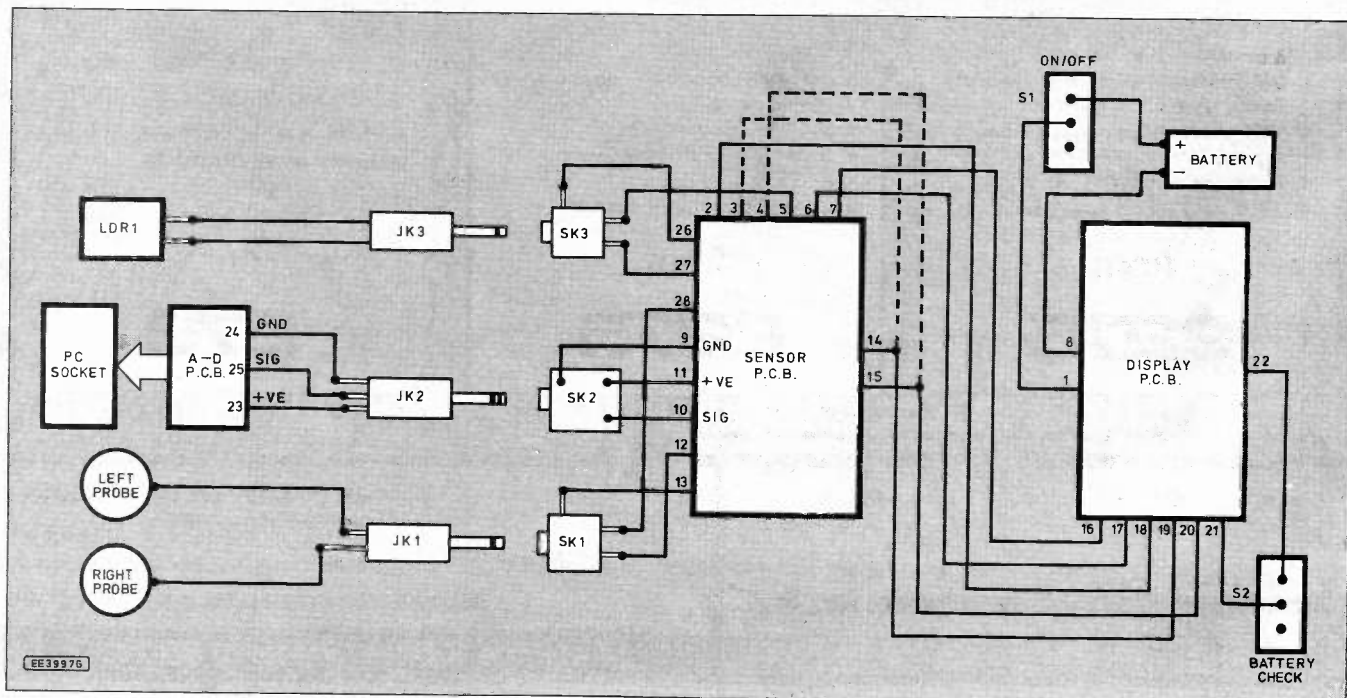 ON/OFF
S1
+
BATTERY
−
2 3 4 5 6 7
LDR1
JK3
SK3
26
27
28
PC
SOCKET
A-D
P.C.B.
24
GND
25
SIG
23
+VE
JK2
SK2
9
GND
11
+VE
10
SIG
12
13
SENSOR
P.C.B.
14
15
8
1
DISPLAY
P.C.B.
22
LEFT
PROBE
RIGHT
PROBE
JK1
SK1
16 17 18 19 20 21
S2
BATTERY
CHECK
EE3997G